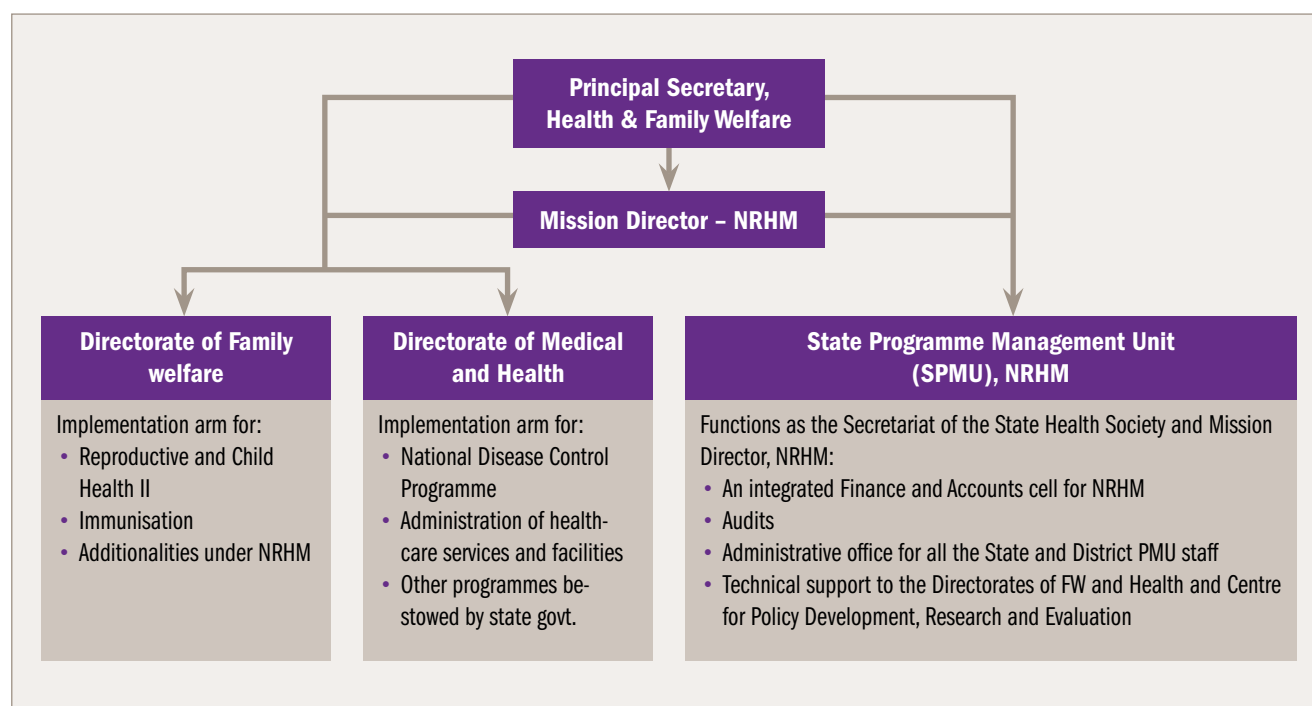 Principal Secretary,
Health & Family Welfare
Mission Director – NRHM
Directorate of Family
welfare
Implementation arm for:
• Reproductive and Child
Health II
• Immunisation
• Additionalities under NRHM
Directorate of Medical
and Health
Implementation arm for:
• National Disease Control
Programme
• Administration of health-
care services and facilities
• Other programmes be-
stowed by state govt.
State Programme Management Unit
(SPMU), NRHM
Functions as the Secretariat of the State Health Society and Mission
Director, NRHM:
• An integrated Finance and Accounts cell for NRHM
• Audits
• Administrative office for all the State and District PMU staff
• Technical support to the Directorates of FW and Health and Centre
for Policy Development, Research and Evaluation